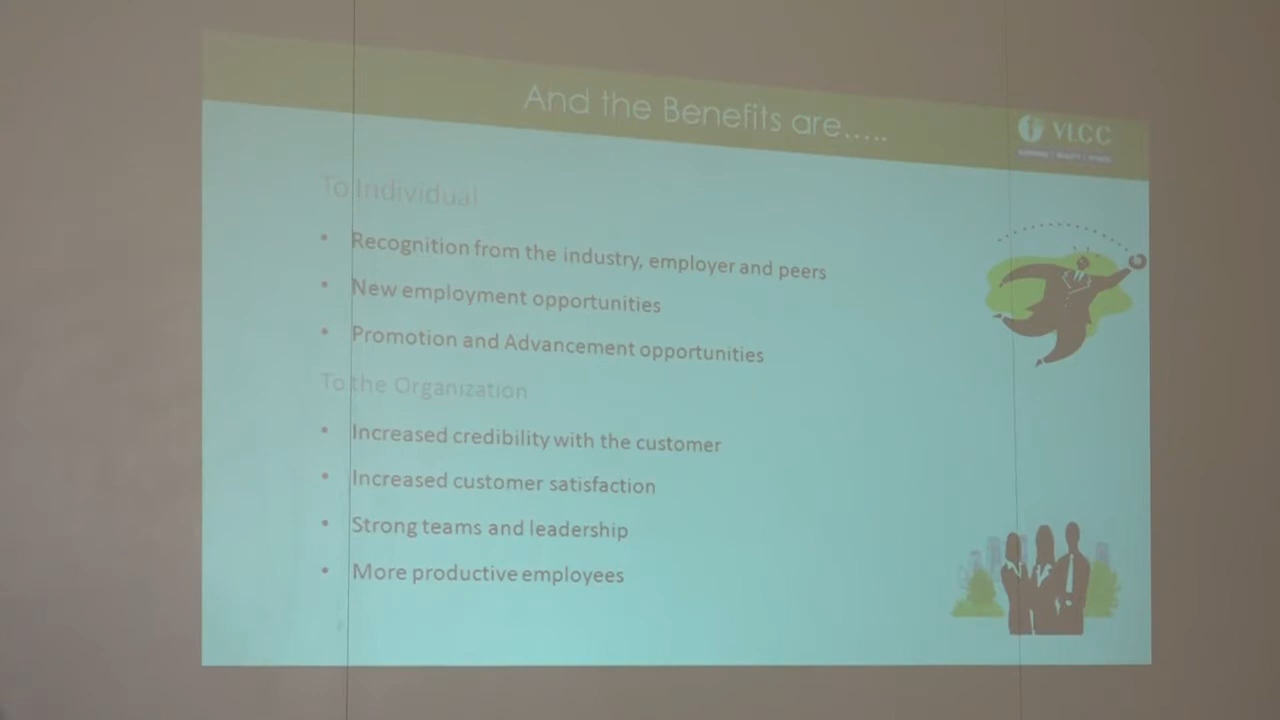 And the Benefits are.....
VLCC
To Individual
• Recognition from the industry, employer and peers
• New employment opportunities
• Promotion and Advancement opportunities
To the Organization
• Increased credibility with the customer
• Increased customer satisfaction
• Strong teams and leadership
• More productive employees